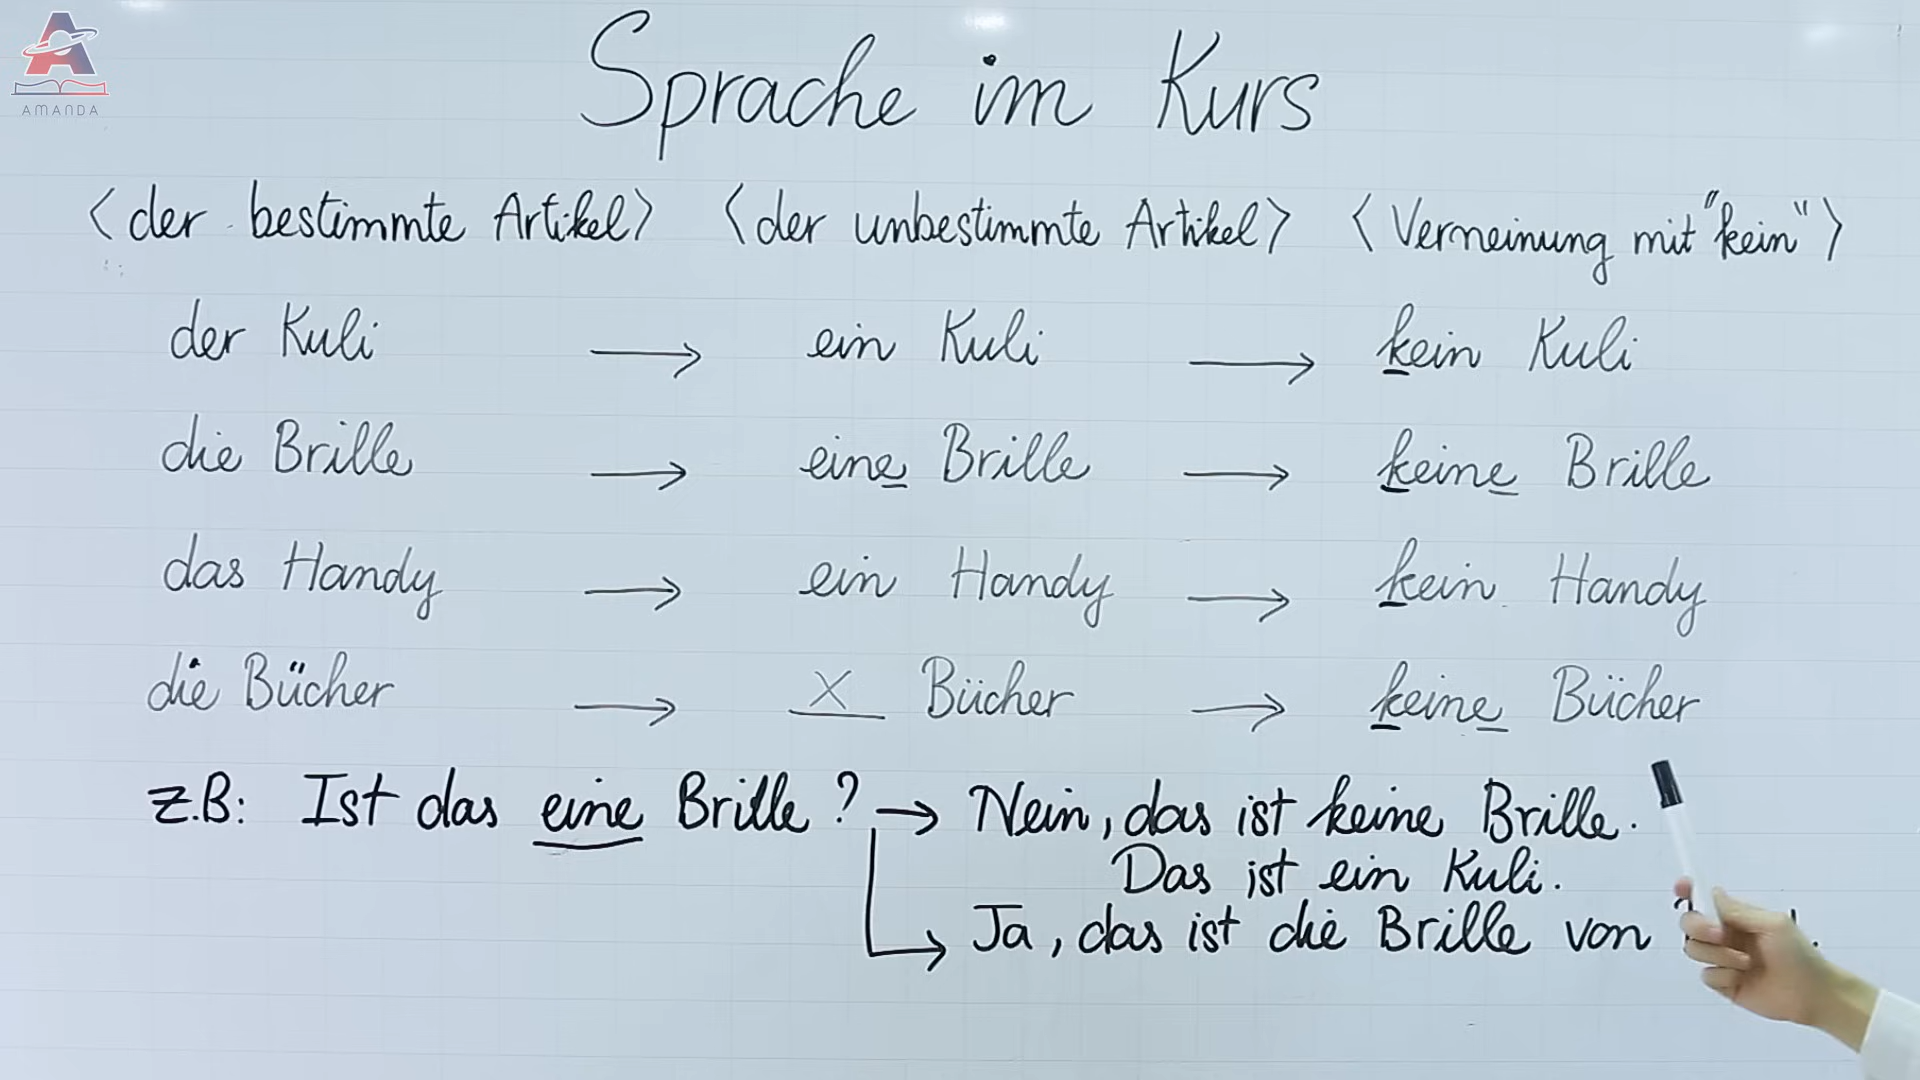 AMANDA
Sprache im Kurs
<der bestimmte Artikel> <der unbestimmte Artikel> <Verneinung mit "kein">
der Kuli → ein Kuli → kein Kuli
die Brille → eine Brille → keine Brille
das Handy → ein Handy → kein Handy
die Bücher → X Bücher → keine Bücher
z.B: Ist das eine Brille? → Nein, das ist keine Brille.
Das ist ein Kuli.
→ Ja, das ist die Brille von